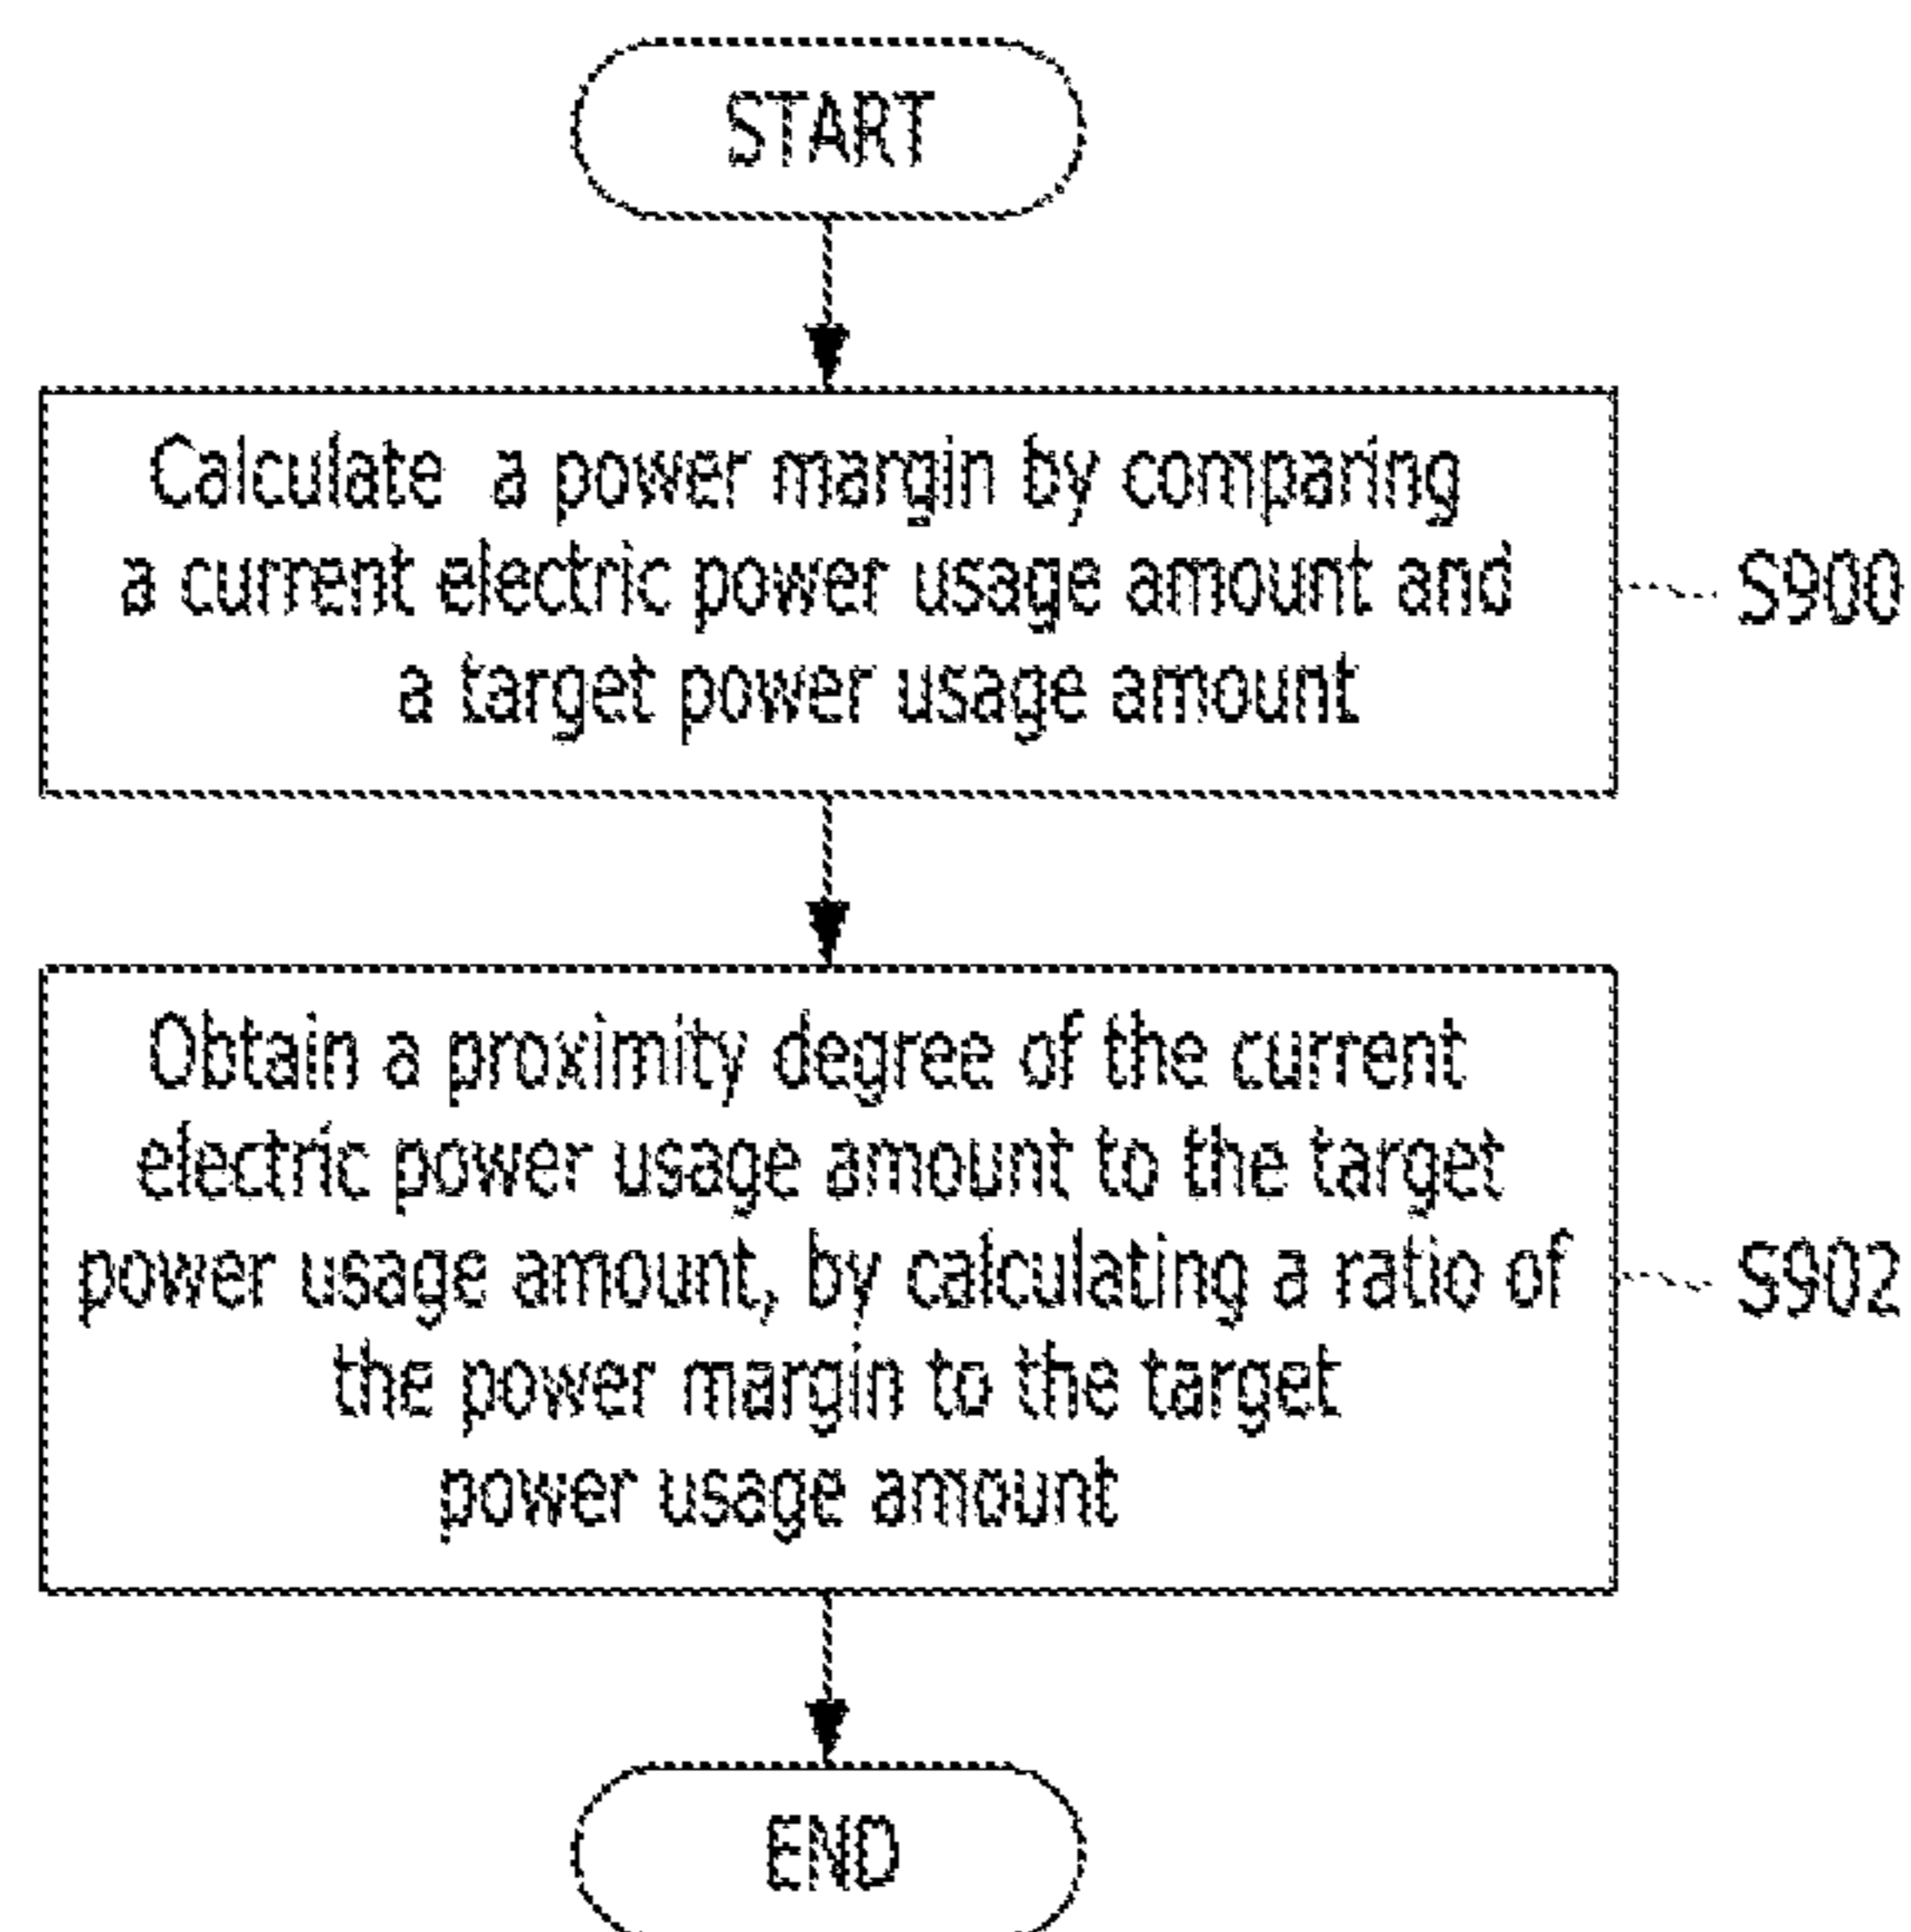 START
Calculate a power margin by comparing
a current electric power usage amount and
a target power usage amount
S900
Obtain a proximity degree of the current
electric power usage amount to the target
power usage amount, by calculating a ratio of
the power margin to the target
power usage amount
S902
END